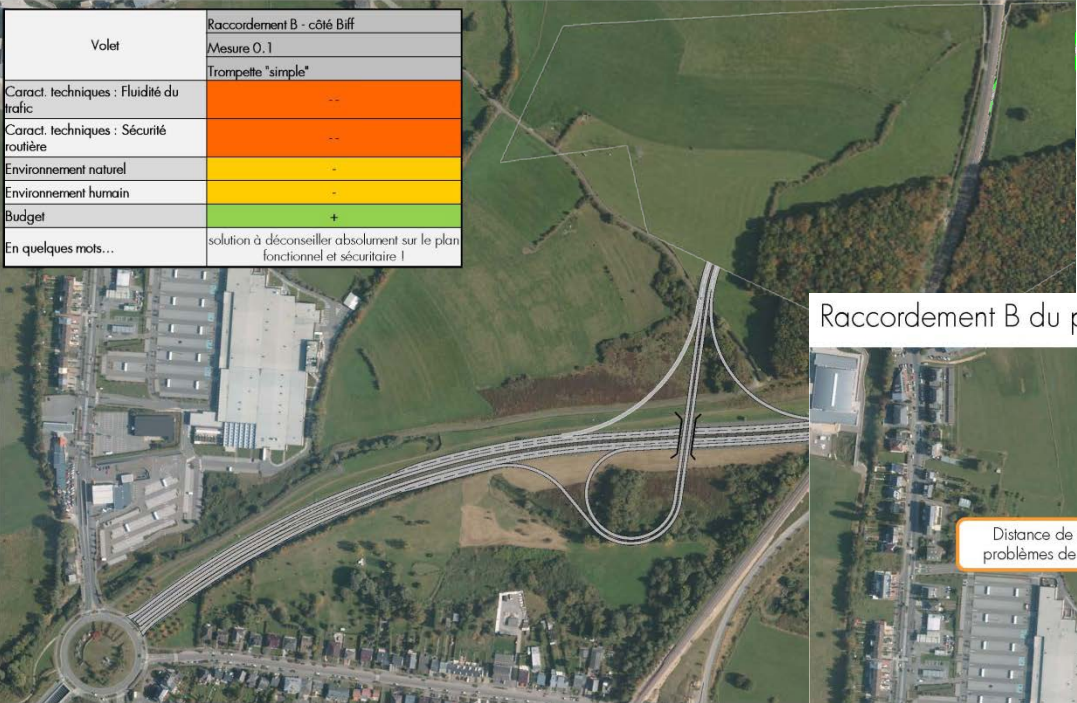 Volet
Raccordement B - côté Biff
Mesure 0.1
Trompette "simple"
Caract. techniques : Fluidité du
trafic
--
Caract. techniques : Sécurité
routière
--
Environnement naturel
-
Environnement humain
-
Budget
+
En quelques mots...
solution à déconseiller absolument sur le plan
fonctionnel et sécuritaire !
Raccordement B du p
Distance de
problèmes de